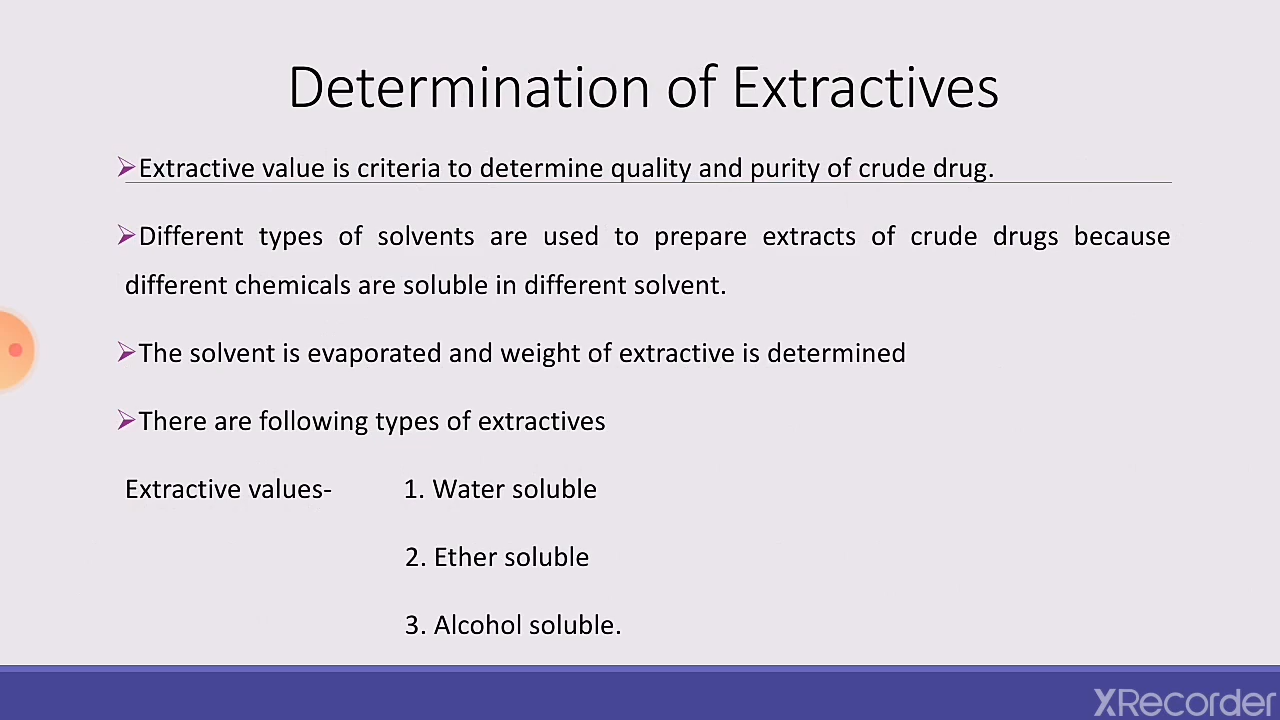 Determination of Extractives
➢Extractive value is criteria to determine quality and purity of crude drug.
➢Different types of solvents are used to prepare extracts of crude drugs because
different chemicals are soluble in different solvent.
➢The solvent is evaporated and weight of extractive is determined
➢There are following types of extractives
Extractive values- 1. Water soluble
2. Ether soluble
3. Alcohol soluble.
XRecorder